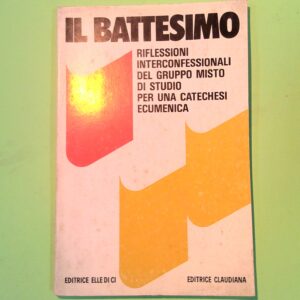 IL BATTESIMO
RIFLESSIONI
INTERCONFESSIONALI
DEL GRUPPO MISTO
DI STUDIO
PER UNA CATECHESI
ECUMENICA
EDITRICE ELLE DI CI
EDITRICE CLAUDIANA